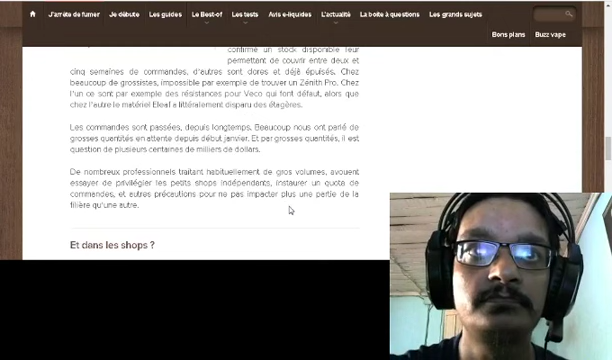 J'arrête de fumer Je débute Les guides Le Best-of Les tests Avis e-liquides L'actualité La boîte à questions Les grands sujets
Bons plans Buzz vape
confirmé un stock disponible leur
permettant de couvrir entre deux et
cinq semaines de commandes, d'autres sont dores et déjà épuisés. Chez
beaucoup de grossistes, impossible par exemple de trouver un Zénith Pro. Chez
l'un ce sont par exemple des résistances pour Veco qui font défaut, alors que
chez l'autre le matériel Eleaf a littéralement disparu des étagères.
Les commandes sont passées, depuis longtemps. Beaucoup nous ont parlé de
grosses quantités en attente depuis début janvier. Et par grosses quantités, il est
question de plusieurs centaines de milliers de dollars.
De nombreux professionnels traitant habituellement de gros volumes, avouent
essayer de privilégier les petits shops indépendants, instaurer un quota de
commandes, et autres précautions pour ne pas impacter plus une partie de la
filière qu'une autre.
Et dans les shops ?